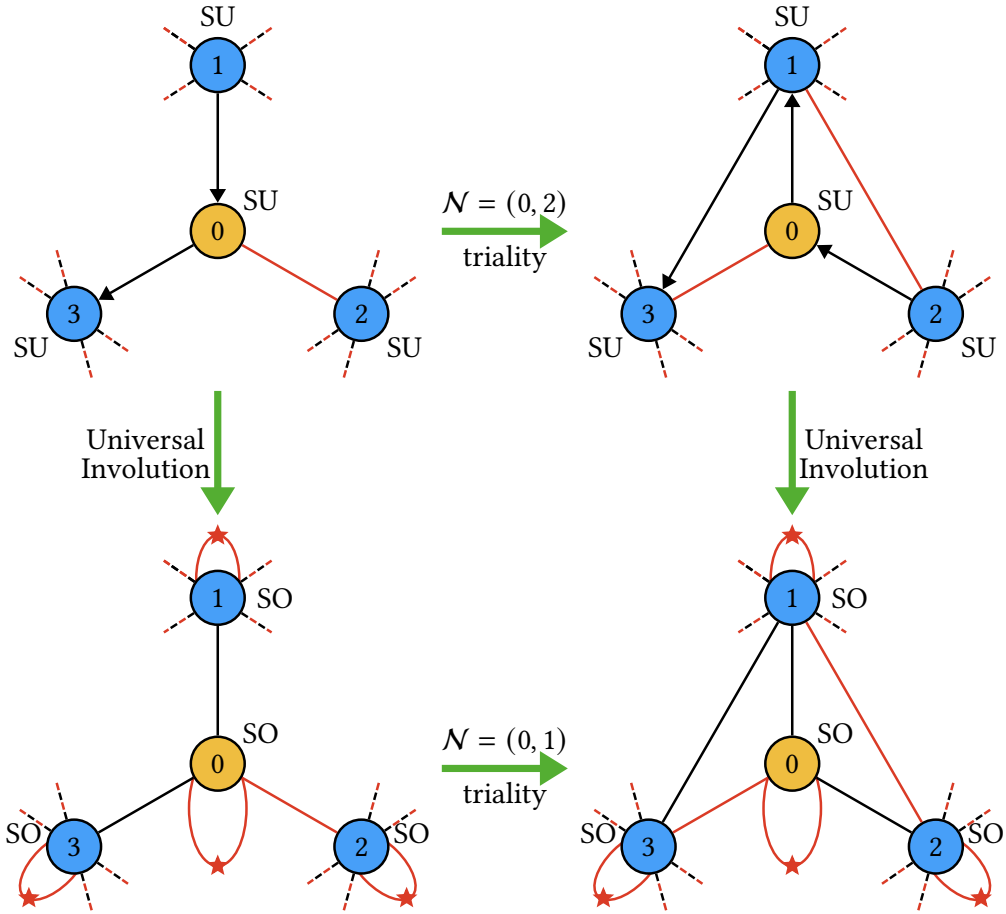 SU
1
SU
0
3
SU
2
SU
N = (0, 2)
triality
SU
1
SU
0
3
SU
2
SU
Universal
Involution
Universal
Involution
1
SO
SO
0
SO
3
SO
2
N = (0, 1)
triality
1
SO
SO
0
SO
3
SO
2